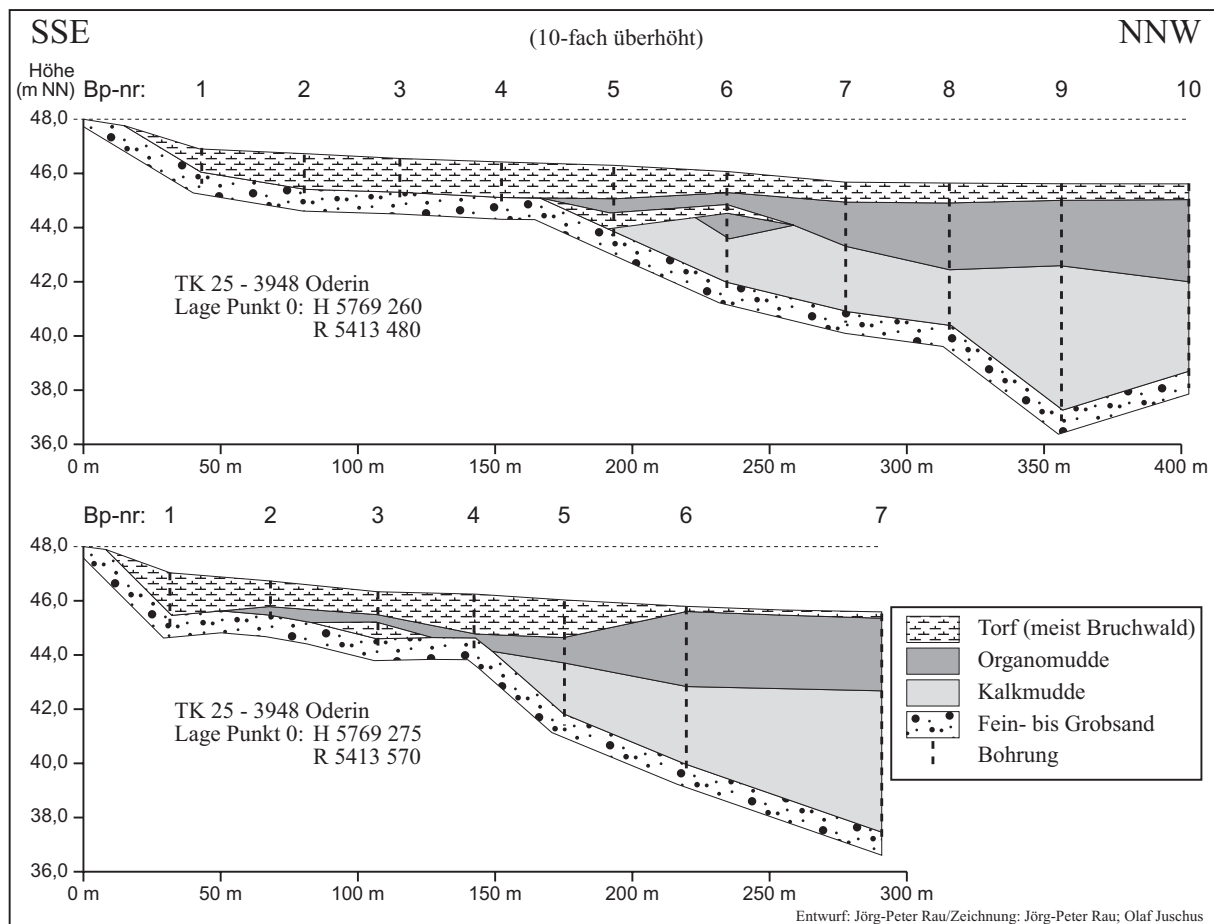 SSE (10-fach überhöht) NNW
Höhe
(m NN) Bp-nr: 1 2 3 4 5 6 7 8 9 10
48,0
46,0
44,0
42,0
40,0
38,0
36,0
TK 25 - 3948 Oderin
Lage Punkt 0: H 5769 260
R 5413 480
0 m 50 m 100 m 150 m 200 m 250 m 300 m 350 m 400 m
Bp-nr: 1 2 3 4 5 6 7
48,0
46,0
44,0
42,0
40,0
38,0
36,0
TK 25 - 3948 Oderin
Lage Punkt 0: H 5769 275
R 5413 570
0 m 50 m 100 m 150 m 200 m 250 m 300 m
Torf (meist Bruchwald)
Organomudde
Kalkmudde
Fein- bis Grobsand
Bohrung
Entwurf: Jörg-Peter Rau/Zeichnung: Jörg-Peter Rau; Olaf Juschus